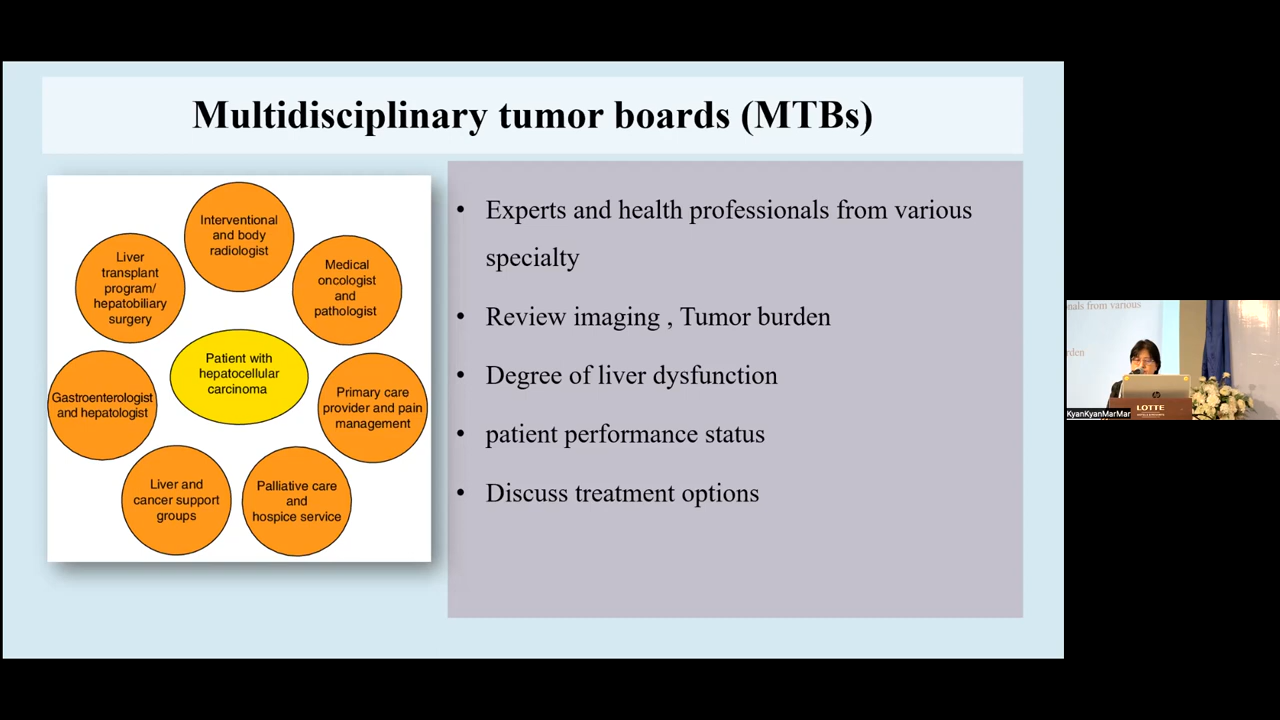 Multidisciplinary tumor boards (MTBs)
Interventional
and body
radiologist
Medical
oncologist
and
pathologist
Primary care
provider and pain
management
Palliative care
and
hospice service
Liver and
cancer support
groups
Gastroenterologist
and hepatologist
Liver
transplant
program/
hepatobiliary
surgery
Patient with
hepatocellular
carcinoma
• Experts and health professionals from various
specialty
• Review imaging , Tumor burden
• Degree of liver dysfunction
• patient performance status
• Discuss treatment options
onals from various
rden
KyanKyanMarMar
LOTTE